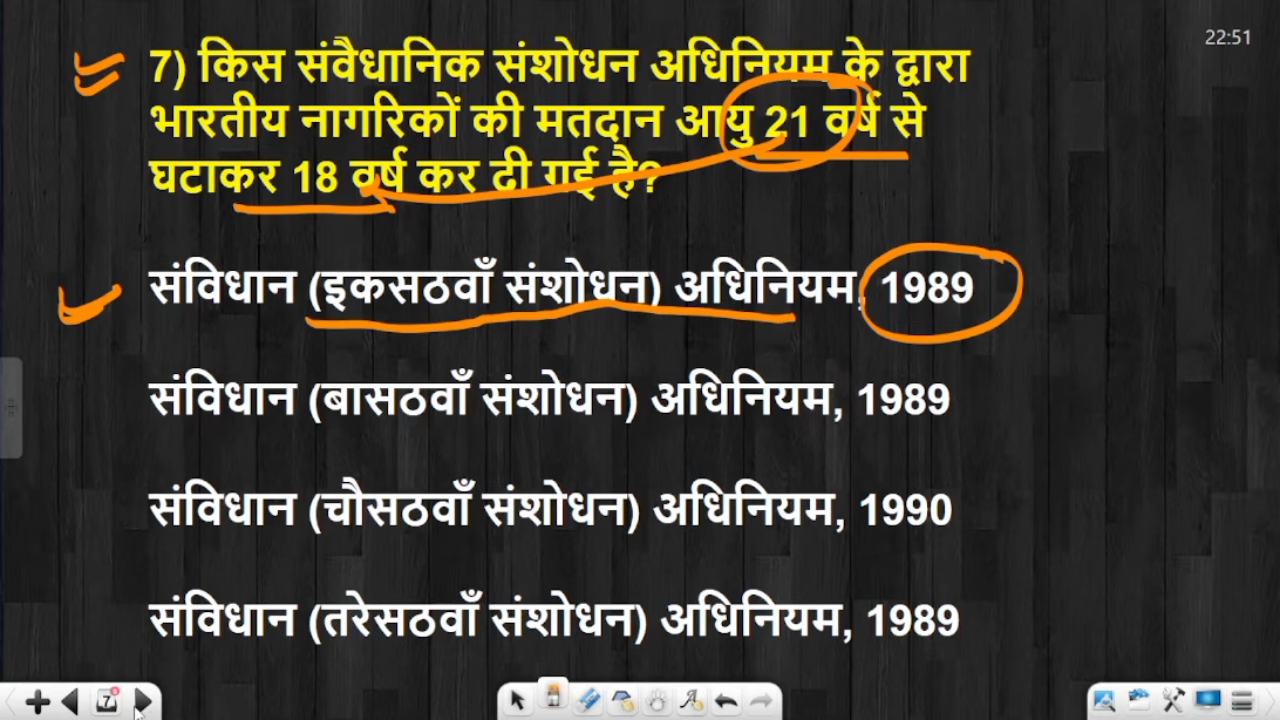 22:51
7) किस संवैधानिक संशोधन अधिनियम के द्वारा
भारतीय नागरिकों की मतदान आयु 21 वर्ष से
घटाकर 18 वर्ष कर दी गई है?
संविधान (इकसठवाँ संशोधन) अधिनियम, 1989
संविधान (बासठवाँ संशोधन) अधिनियम, 1989
संविधान (चौसठवाँ संशोधन) अधिनियम, 1990
संविधान (तरेसठवाँ संशोधन) अधिनियम, 1989
7